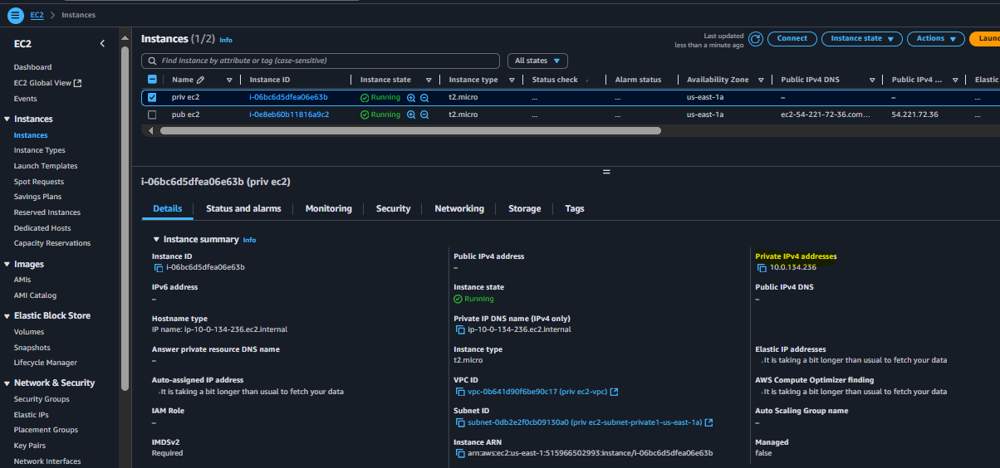 EC2 > Instances
EC2
Dashboard
EC2 Global View
Events
Instances
Instances
Instance Types
Launch Templates
Spot Requests
Savings Plans
Reserved Instances
Dedicated Hosts
Capacity Reservations
Images
AMIs
AMI Catalog
Elastic Block Store
Volumes
Snapshots
Lifecycle Manager
Network & Security
Security Groups
Elastic IPs
Placement Groups
Key Pairs
Network Interfaces
Instances (1/2) Info
Last updated
less than a minute ago
Connect Instance state Actions Laun
Find Instance by attribute or tag (case-sensitive) All states
Name Instance ID Instance state Instance type Status check Alarm status Availability Zone Public IPv4 DNS Public IPv4 ... Elastic
priv ec2 i-06bc6d5dfea06e63b Running t2.micro ... ... us-east-1a – – ...
pub ec2 i-0e8eb60b11816a9c2 Running t2.micro ... ... us-east-1a ec2-54-221-72-36.com... 54.221.72.36 ...
=
i-06bc6d5dfea06e63b (priv ec2)
Details Status and alarms Monitoring Security Networking Storage Tags
Instance summary Info
Instance ID Public IPv4 address Private IPv4 addresses
i-06bc6d5dfea06e63b – 10.0.134.236
IPv6 address Instance state Public IPv4 DNS
– Running –
Hostname type Private IP DNS name (IPv4 only)
IP name: ip-10-0-134-236.ec2.internal ip-10-0-134-236.ec2.internal
Answer private resource DNS name Instance type Elastic IP addresses
– t2.micro It is taking a bit longer than usual to fetch your data
Auto-assigned IP address VPC ID AWS Compute Optimizer finding
It is taking a bit longer than usual to fetch your data vpc-0b641d90f6be90c17 (priv ec2-vpc) It is taking a bit longer than usual to fetch your data
IAM Role Subnet ID Auto Scaling Group name
– subnet-0db2e2f0cb09130a0 (priv ec2-subnet-private1-us-east-1a) –
IMDSv2 Instance ARN Managed
Required arn:aws:ec2:us-east-1:515966502993:instance/i-06bc6d5dfea06e63b false